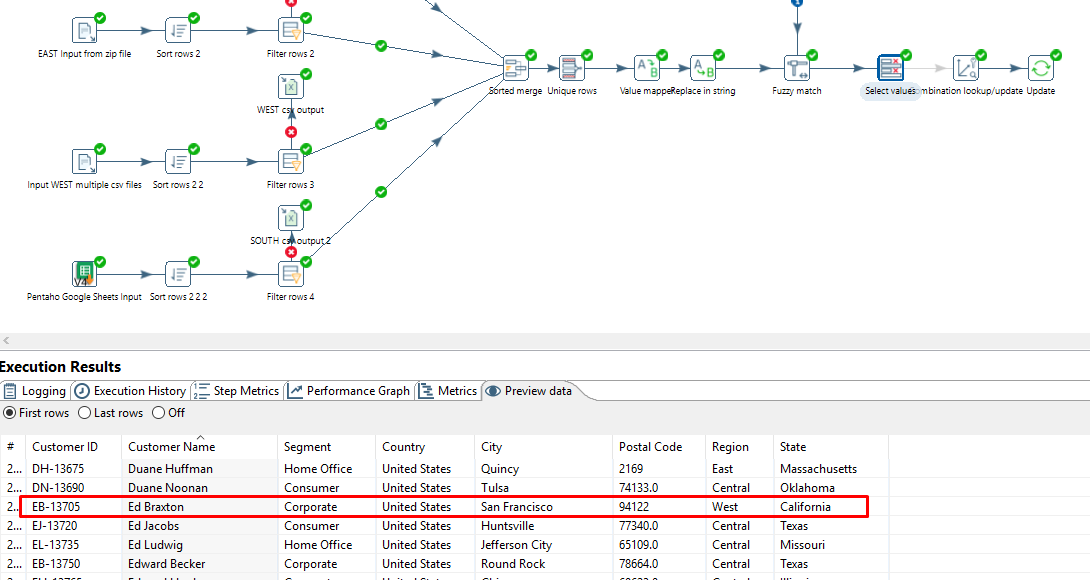 EAST Input from zip file
Sort rows 2
Filter rows 2
WEST csv output
Sorted merge
Unique rows
Value mapper
Replace in string
Fuzzy match
Select values
Combination lookup/update
Update
Input WEST multiple csv files
Sort rows 2 2
Filter rows 3
SOUTH csv output 2
Pentaho Google Sheets Input
Sort rows 2 2 2
Filter rows 4
Execution Results
Logging Execution History Step Metrics Performance Graph Metrics Preview data
First rows Last rows Off
# Customer ID Customer Name Segment Country City Postal Code Region State
2... DH-13675 Duane Huffman Home Office United States Quincy 2169 East Massachusetts
2... DN-13690 Duane Noonan Consumer United States Tulsa 74133.0 Central Oklahoma
2... EB-13705 Ed Braxton Corporate United States San Francisco 94122 West California
2... EJ-13720 Ed Jacobs Consumer United States Huntsville 77340.0 Central Texas
2... EL-13735 Ed Ludwig Home Office United States Jefferson City 65109.0 Central Missouri
2... EB-13750 Edward Becker Corporate United States Round Rock 78664.0 Central Texas